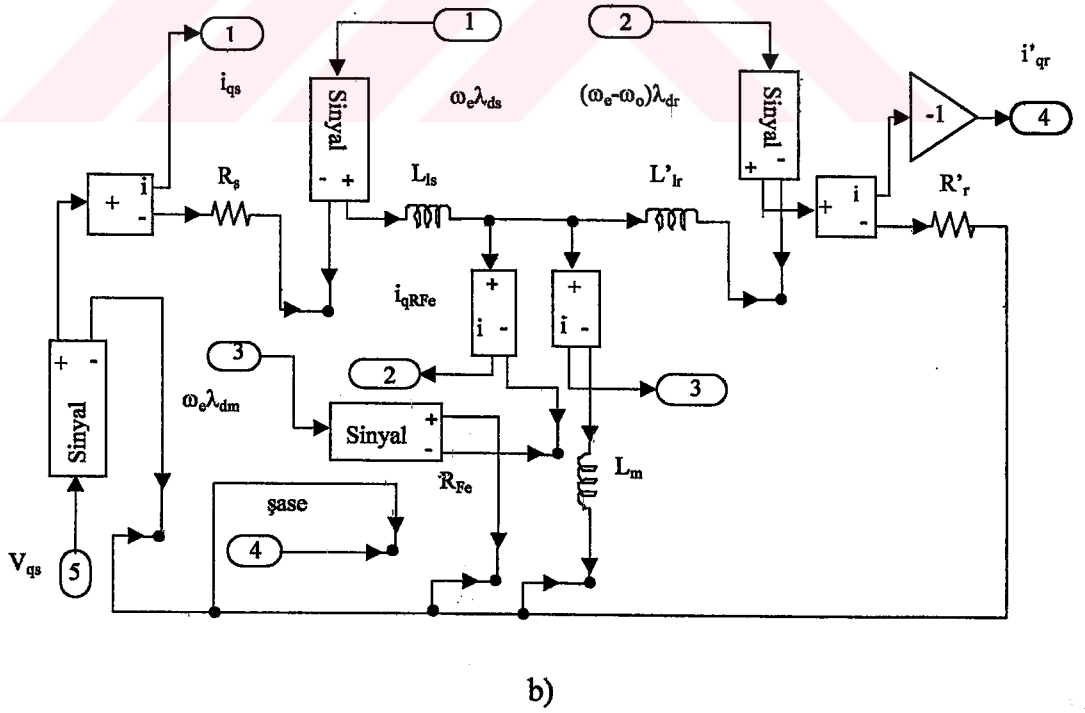 1
1
2
i'qr
iqs
ωeλds
(ωe-ωo)λdr
Sinyal
Sinyal
-1
4
- +
+ -
+
i
-
Rs
Lls
L'lr
+
i
-
R'r
iqRFe
+
i -
+
i -
3
2
3
+ -
Sinyal
ωeλdm
Sinyal
+
-
RFe
Lm
şase
4
Vqs
5
b)